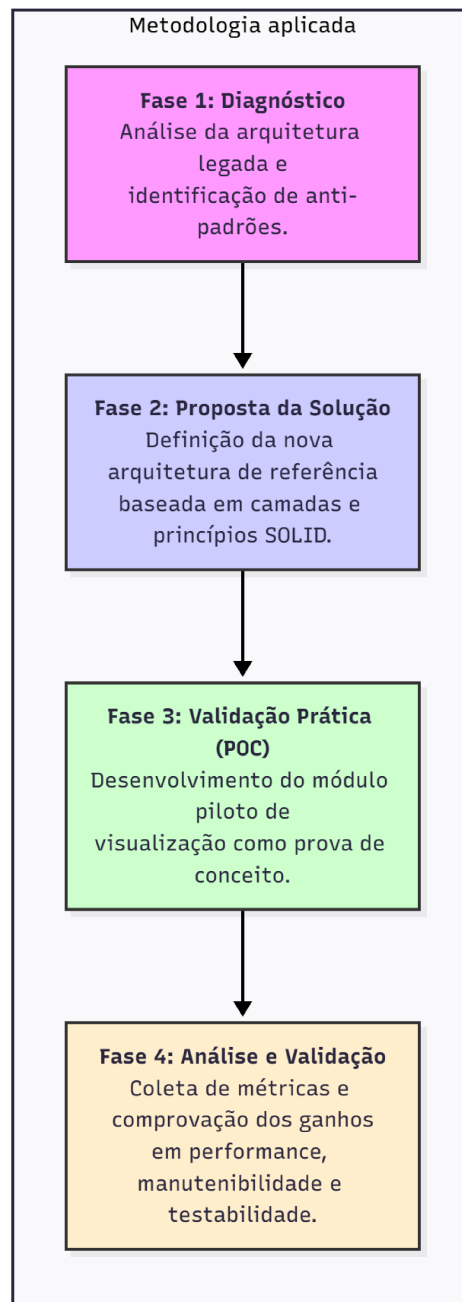 Metodologia aplicada
Fase 1: Diagnóstico
Análise da arquitetura
legada e
identificação de anti-
padrões.
Fase 2: Proposta da Solução
Definição da nova
arquitetura de referência
baseada em camadas e
princípios SOLID.
Fase 3: Validação Prática
(POC)
Desenvolvimento do módulo
piloto de
visualização como prova de
conceito.
Fase 4: Análise e Validação
Coleta de métricas e
comprovação dos ganhos
em performance,
manutenibilidade e
testabilidade.